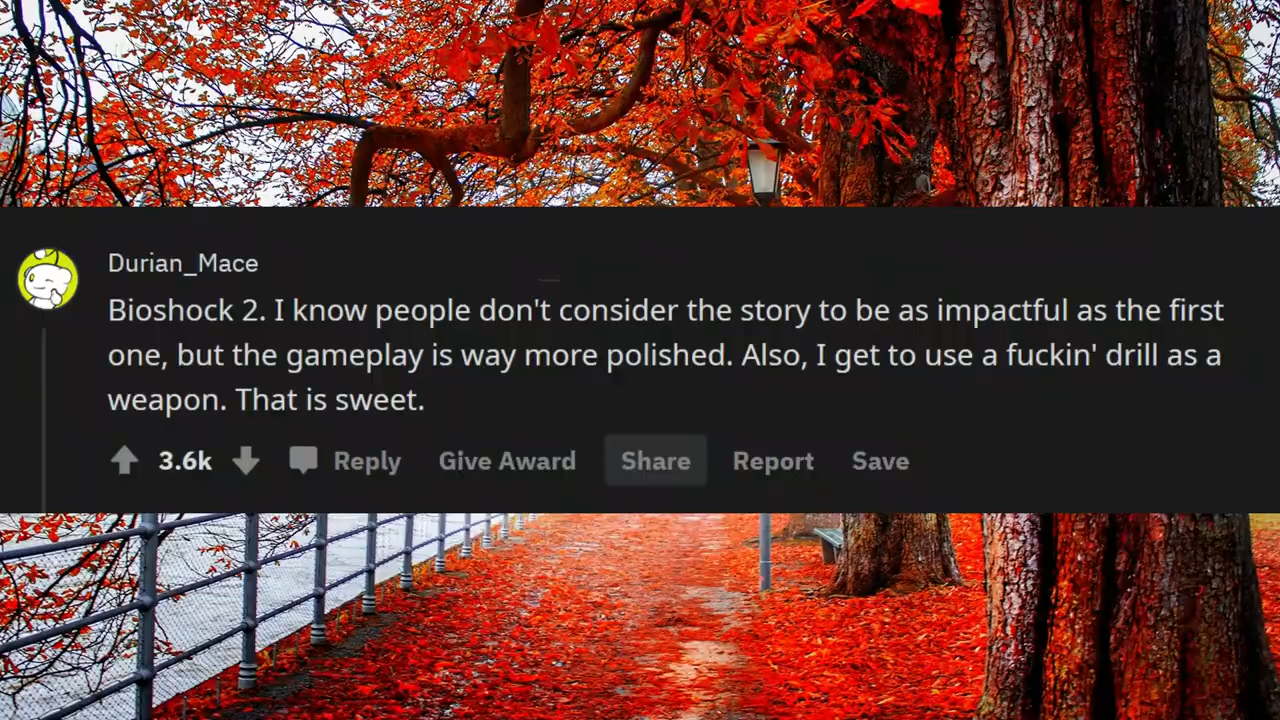 Durian_Mace
Bioshock 2. I know people don't consider the story to be as impactful as the first
one, but the gameplay is way more polished. Also, I get to use a fuckin' drill as a
weapon. That is sweet.
3.6k Reply Give Award Share Report Save